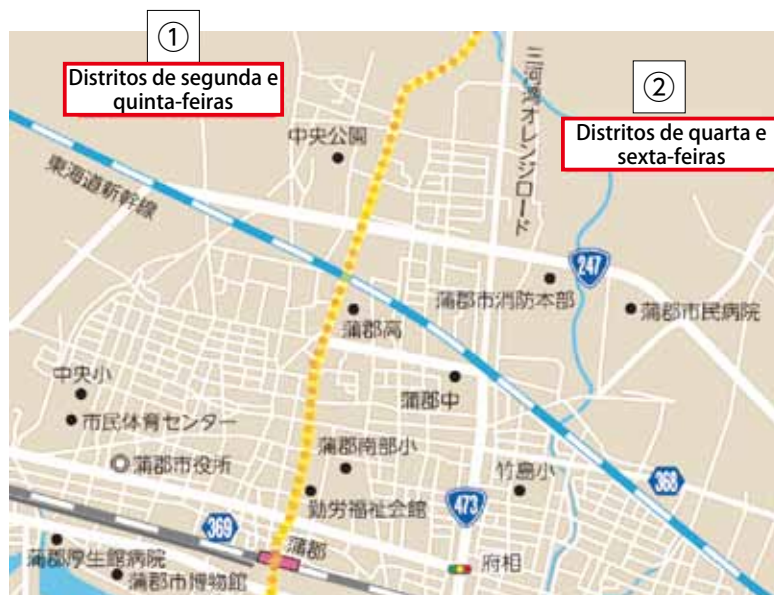 ①
Distritos de segunda e
quinta-feiras
②
Distritos de quarta e
sexta-feiras
三河湾オレンジロード
中央公園
東海道新幹線
247
蒲郡市消防本部
蒲郡市民病院
蒲郡高
中央小
蒲郡中
市民体育センター
蒲郡南部小
蒲郡市役所
竹島小
368
勤労福祉会館
473
369
蒲郡
府相
蒲郡厚生館病院
蒲郡市博物館